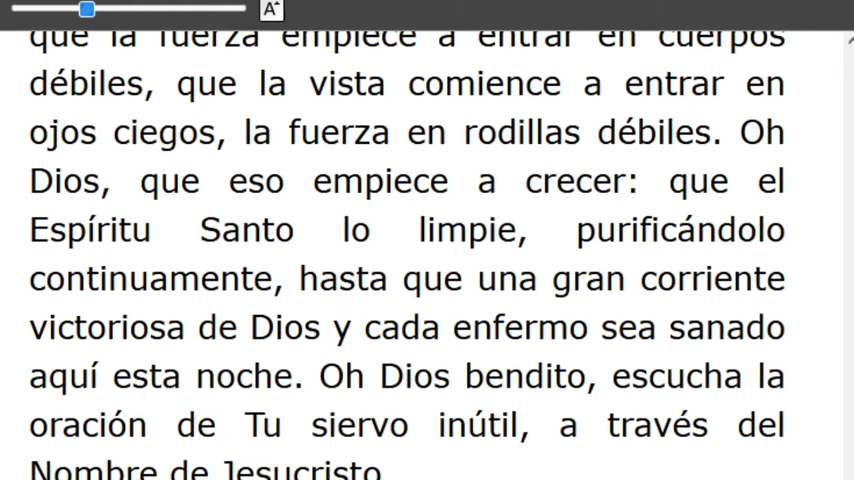 A
que la fuerza empiece a entrar en cuerpos
débiles, que la vista comience a entrar en
ojos ciegos, la fuerza en rodillas débiles. Oh
Dios, que eso empiece a crecer: que el
Espíritu Santo lo limpie, purificándolo
continuamente, hasta que una gran corriente
victoriosa de Dios y cada enfermo sea sanado
aquí esta noche. Oh Dios bendito, escucha la
oración de Tu siervo inútil, a través del
Nombre de Jesucristo.